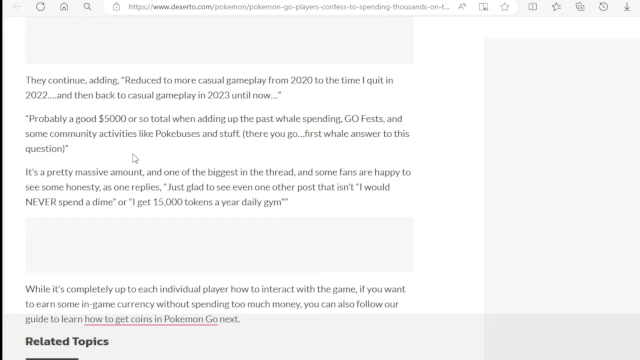 https://www.dexerto.com/pokemon/pokemon-go-players-confess-to-spending-thousands-on-t...
They continue, adding, “Reduced to more casual gameplay from 2020 to the time I quit in
2022....and then back to casual gameplay in 2023 until now...”
“Probably a good $5000 or so total when adding up the past whale spending, GO Fests, and
some community activities like Pokebuses and stuff. (there you go...first whale answer to this
question)”
It’s a pretty massive amount, and one of the biggest in the thread, and some fans are happy to
see some honesty, as one replies, “Just glad to see even one other post that isn’t “I would
NEVER spend a dime” or “I get 15,000 tokens a year daily gym””
While it’s completely up to each individual player how to interact with the game, if you want
to earn some in-game currency without spending too much money, you can also follow our
guide to learn how to get coins in Pokemon Go next.
Related Topics